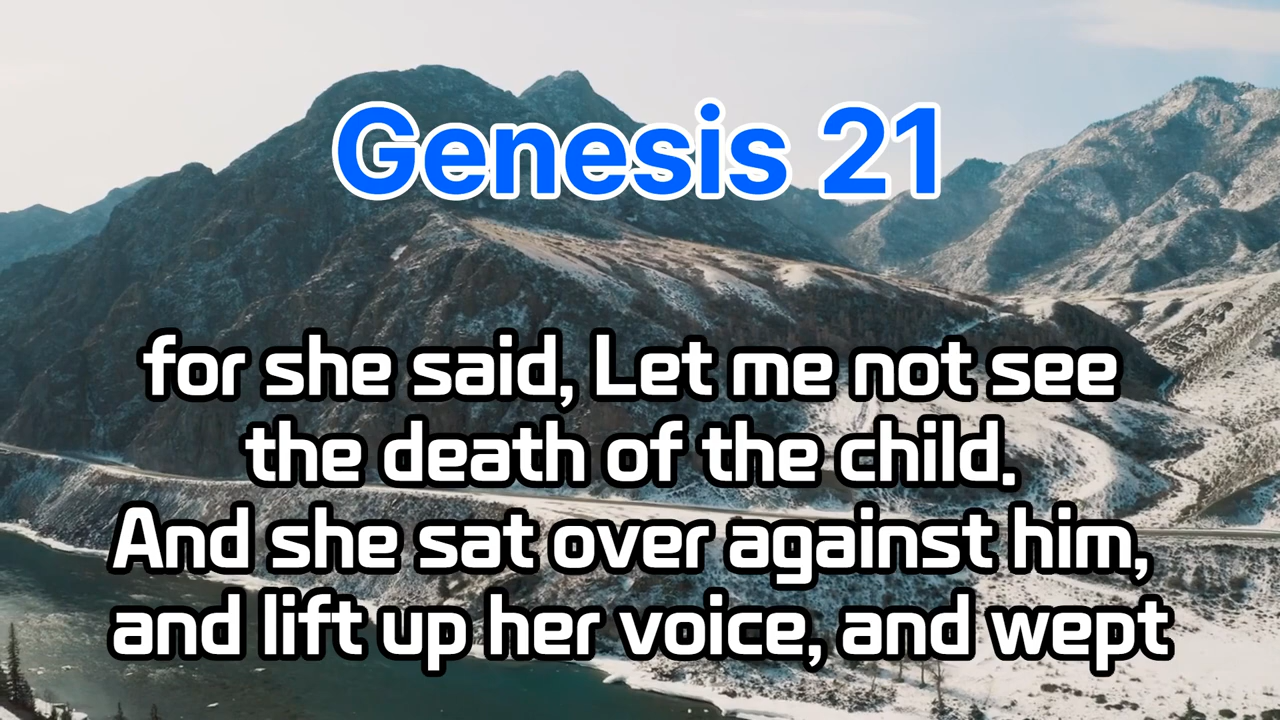 Genesis 21
for she said, Let me not see
the death of the child.
And she sat over against him,
and lift up her voice, and wept